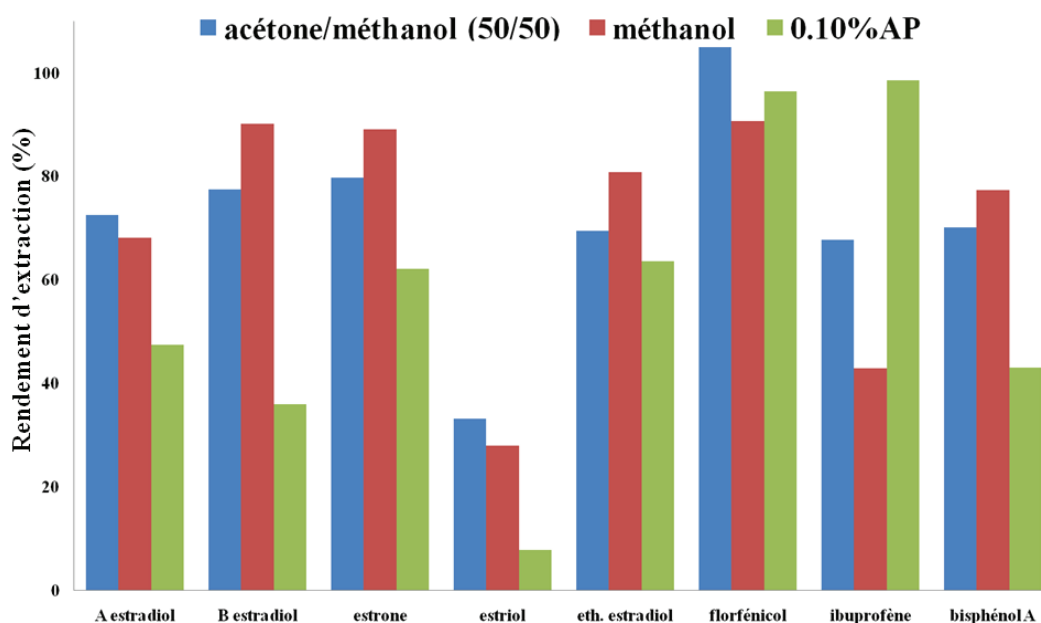 acétone/méthanol (50/50) méthanol 0.10%AP
Rendement d'extraction (%)
100
80
60
40
20
0
A estradiol B estradiol estrone estriol eth. estradiol florfénicol ibuprofène bisphénol A